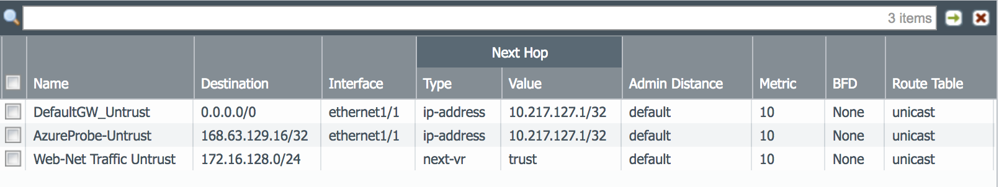 3 items
Next Hop
Name Destination Interface Type Value Admin Distance Metric BFD Route Table
DefaultGW_Untrust 0.0.0.0/0 ethernet1/1 ip-address 10.217.127.1/32 default 10 None unicast
AzureProbe-Untrust 168.63.129.16/32 ethernet1/1 ip-address 10.217.127.1/32 default 10 None unicast
Web-Net Traffic Untrust 172.16.128.0/24 next-vr trust default 10 None unicast